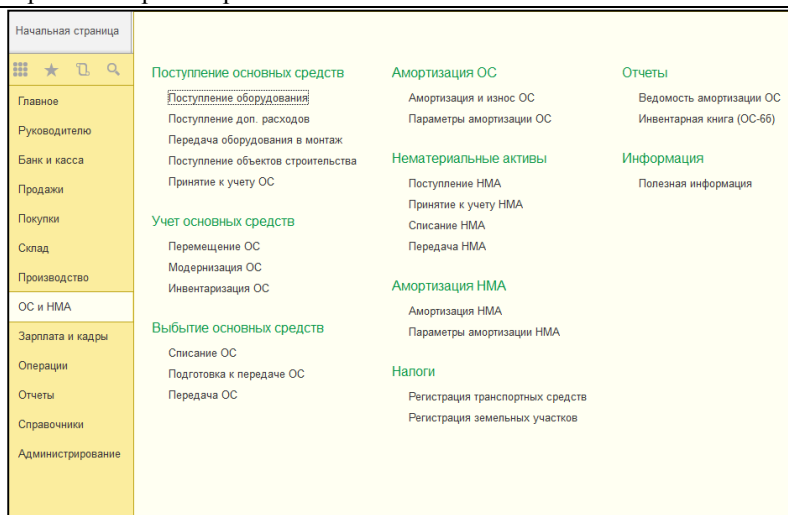 Начальная страница
Главное
Руководителю
Банк и касса
Продажи
Покупки
Склад
Производство
ОС и НМА
Зарплата и кадры
Операции
Отчеты
Справочники
Администрирование
Поступление основных средств
Поступление оборудования
Поступление доп. расходов
Передача оборудования в монтаж
Поступление объектов строительства
Принятие к учету ОС
Учет основных средств
Перемещение ОС
Модернизация ОС
Инвентаризация ОС
Выбытие основных средств
Списание ОС
Подготовка к передаче ОС
Передача ОС
Амортизация ОС
Амортизация и износ ОС
Параметры амортизации ОС
Нематериальные активы
Поступление НМА
Принятие к учету НМА
Списание НМА
Передача НМА
Амортизация НМА
Амортизация НМА
Параметры амортизации НМА
Налоги
Регистрация транспортных средств
Регистрация земельных участков
Отчеты
Ведомость амортизации ОС
Инвентарная книга (ОС-6б)
Информация
Полезная информация